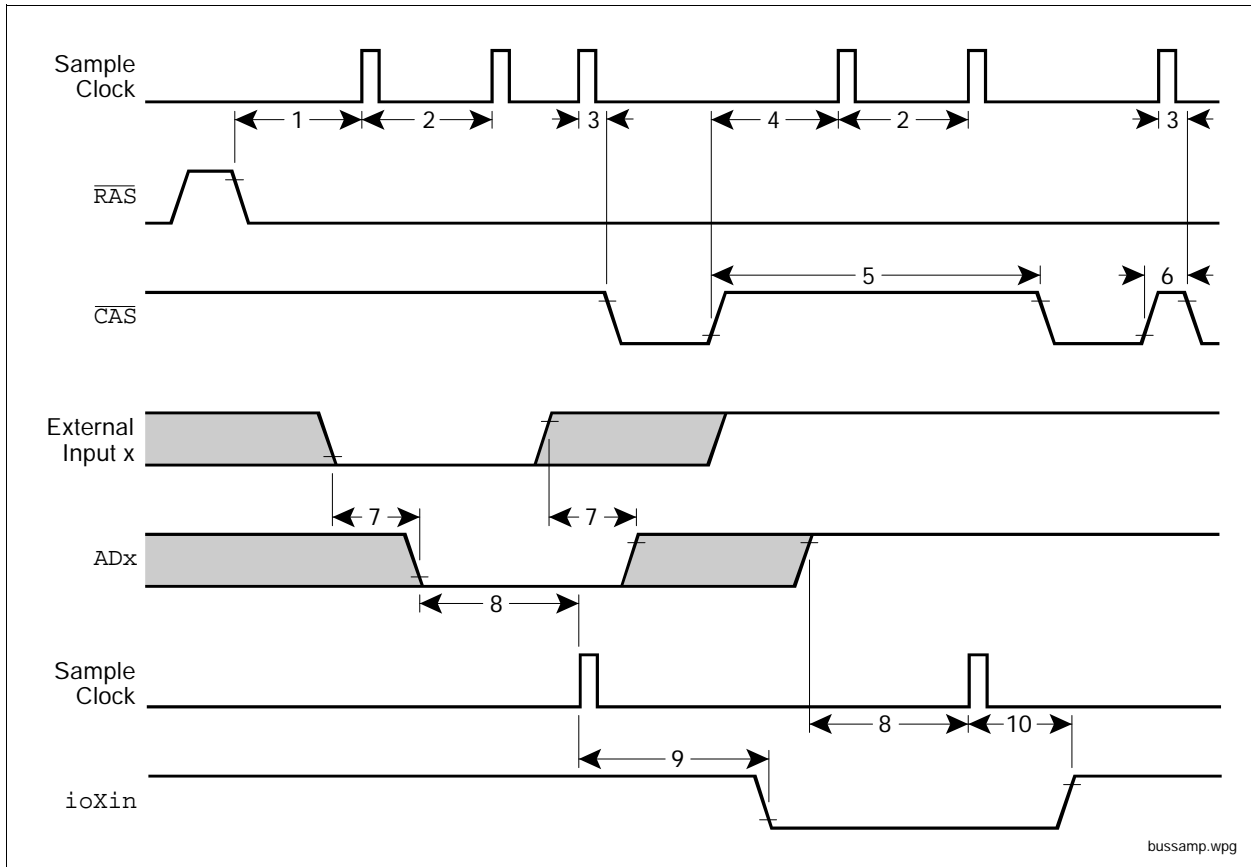 Sample
Clock
1 2 3 4 2 3
RAS
CAS
5 6
External
Input x
7 7
ADx
8
Sample
Clock
8 10
9
ioXin
bussamp.wpg